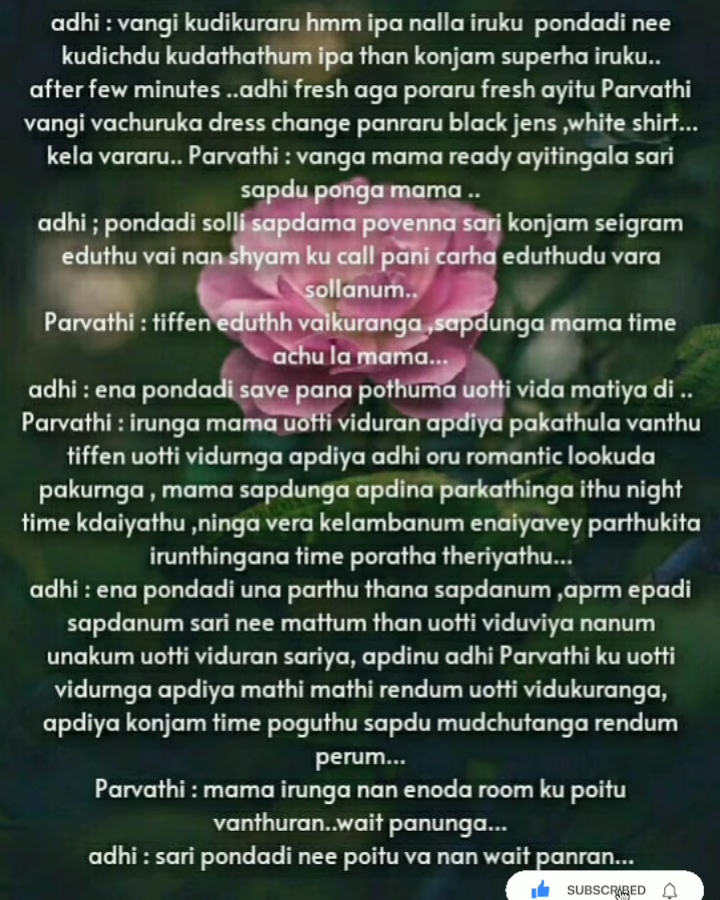 adhi : vangi kudikuraru hmm ipa nalla iruku pondadi nee
kudichdu kudathathum ipa than konjam superha iruku..
after few minutes ..adhi fresh aga poraru fresh ayitu Parvathi
vangi vachuruka dress change panraru black jens ,white shirt...
kela vararu.. Parvathi : vanga mama ready ayitingala sari
sapdu ponga mama ..
adhi ; pondadi solli sapdama povenna sari konjam seigram
eduthu vai nan shyam ku call pani carha eduthudu vara
sollanum..
Parvathi : tiffen eduthh vaikuranga ,sapdunga mama time
achu la mama...
adhi : ena pondadi save pana pothuma uotti vida matiya di ..
Parvathi : irunga mama uotti viduran apdiya pakathula vanthu
tiffen uotti vidurnga apdiya adhi oru romantic lookuda
pakurnga , mama sapdunga apdina parkathinga ithu night
time kdaiyathu ,ninga vera kelambanum enaiyavey parthukita
irunthingana time poratha theriyathu...
adhi : ena pondadi una parthu thana sapdanum ,aprm epadi
sapdanum sari nee mattum than uotti viduviya nanum
unakum uotti viduran sariya, apdinu adhi Parvathi ku uotti
vidurnga apdiya mathi mathi rendum uotti vidukuranga,
apdiya konjam time poguthu sapdu mudchutanga rendum
perum...
Parvathi : mama irunga nan enoda room ku poitu
vanthuran..wait panunga...
adhi : sari pondadi nee poitu va nan wait panran...
SUBSCRIBED